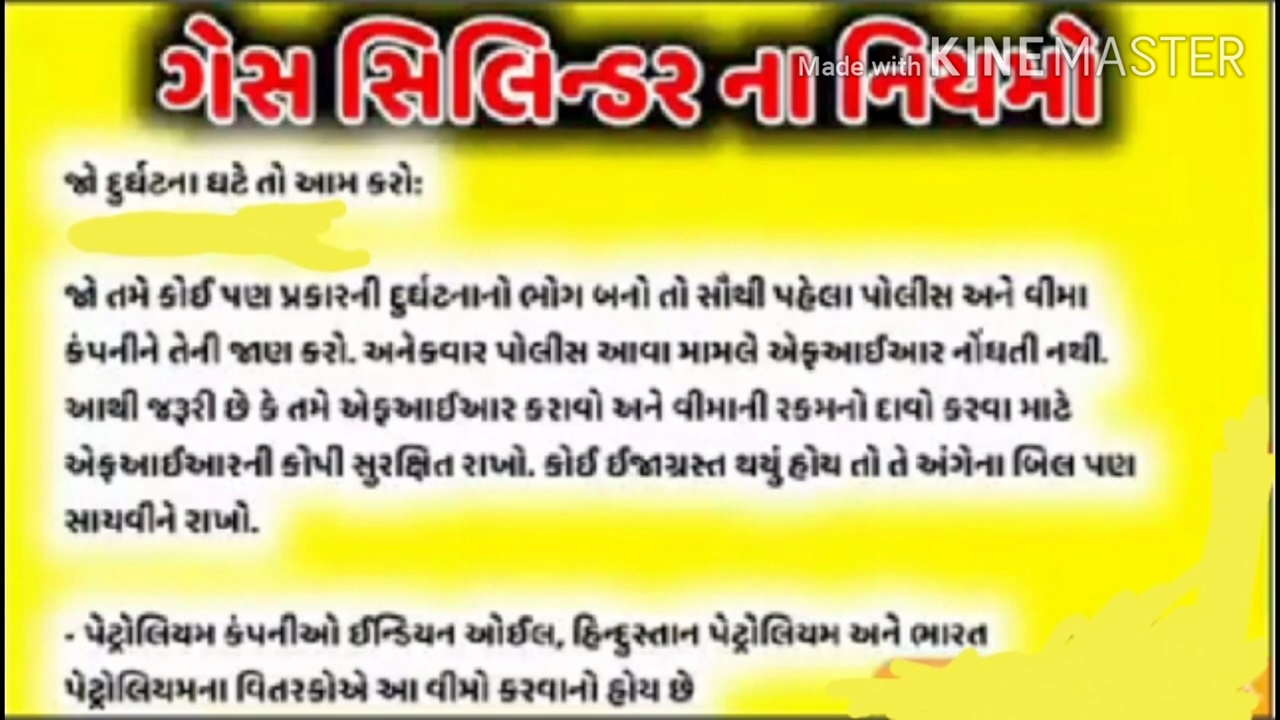 ગેસ સિલિન્ડર ના નિયમો
Made with KINEMASTER
જો દુર્ઘટના ઘટે તો આમ કરો:
જો તમે કોઈ પણ પ્રકારની દુર્ઘટનાનો ભોગ બનો તો સૌથી પહેલા પોલીસ અને વીમા
કંપનીને તેની જાણ કરો. અનેકવાર પોલીસ આવા મામલે એફઆઈઆર નોંધતી નથી.
આથી જરૂરી છે કે તમે એફઆઈઆર કરાવો અને વીમાની રકમનો દાવો કરવા માટે
એફઆઈઆરની કોપી સુરક્ષિત રાખો. કોઈ ઈજાગ્રસ્ત થયું હોય તો તે અંગેના બિલ પણ
સાચવીને રાખો.
- પેટ્રોલિયમ કંપનીઓ ઈન્ડિયન ઓઈલ, હિન્દુસ્તાન પેટ્રોલિયમ અને ભારત
પેટ્રોલિયમના વિતરકોએ આ વીમો કરવાનો હોય છે